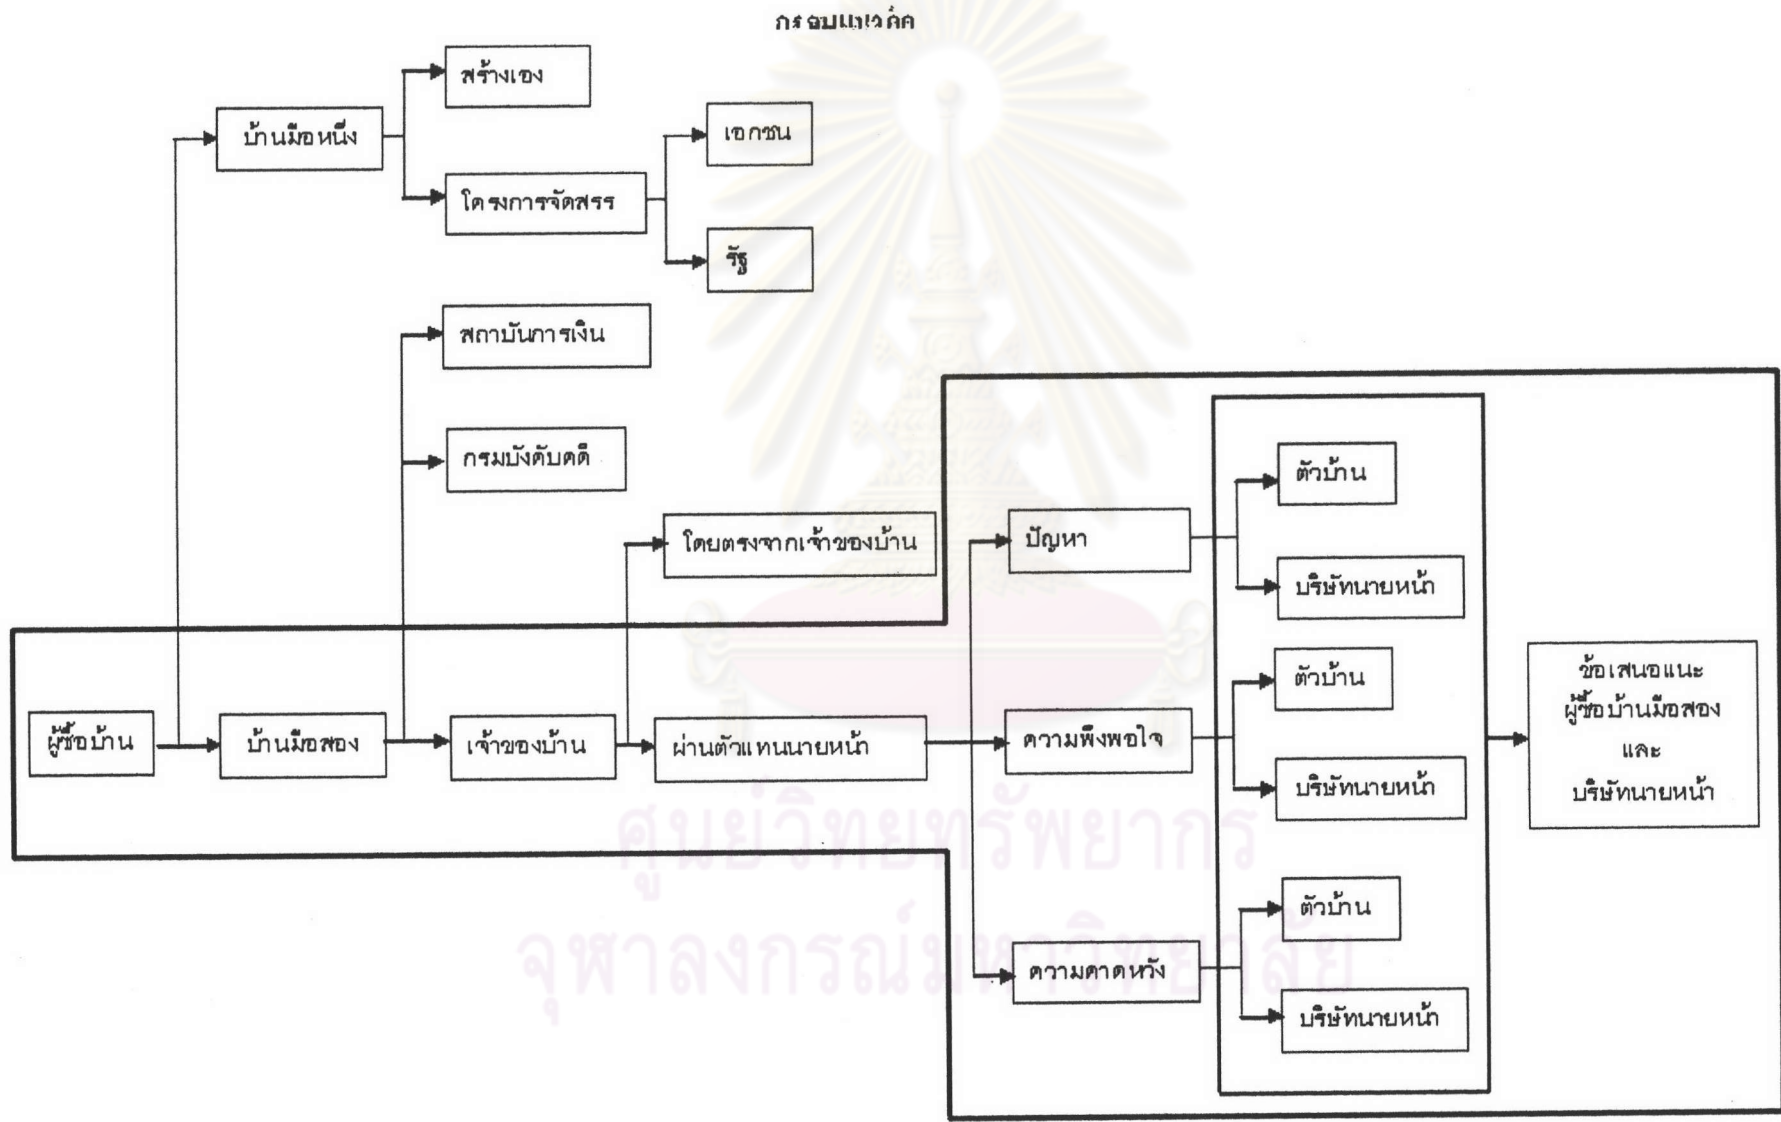 กรอบแนวคิด
สร้างเอง
บ้านมือหนึ่ง
เอกชน
โครงการจัดสรร
รัฐ
สถาบันการเงิน
กรมบังคับคดี
โดยตรงจากเจ้าของบ้าน
ปัญหา
ตัวบ้าน
บริษัทนายหน้า
ผู้ซื้อบ้าน
บ้านมือสอง
เจ้าของบ้าน
ผ่านตัวแทนนายหน้า
ความพึงพอใจ
ตัวบ้าน
บริษัทนายหน้า
ข้อเสนอแนะ
ผู้ซื้อบ้านมือสอง
และ
บริษัทนายหน้า
ความคาดหวัง
ตัวบ้าน
บริษัทนายหน้า
ศูนย์วิทยทรัพยากร
จุฬาลงกรณ์มหาวิทยาลัย